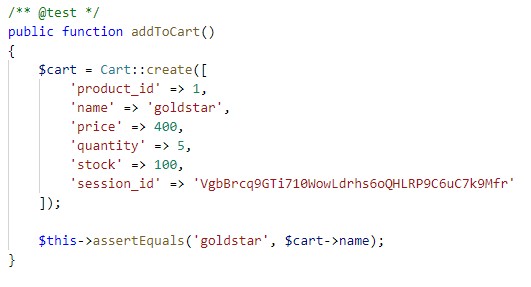 /** @test */
public function addToCart()
{
    $cart = Cart::create([
        'product_id' => 1,
        'name' => 'goldstar',
        'price' => 400,
        'quantity' => 5,
        'stock' => 100,
        'session_id' => 'VgbBrcq9GTi710WowLdrhs6oQHLRP9C6uC7k9Mfr'
    ]);

    $this->assertEquals('goldstar', $cart->name);
}